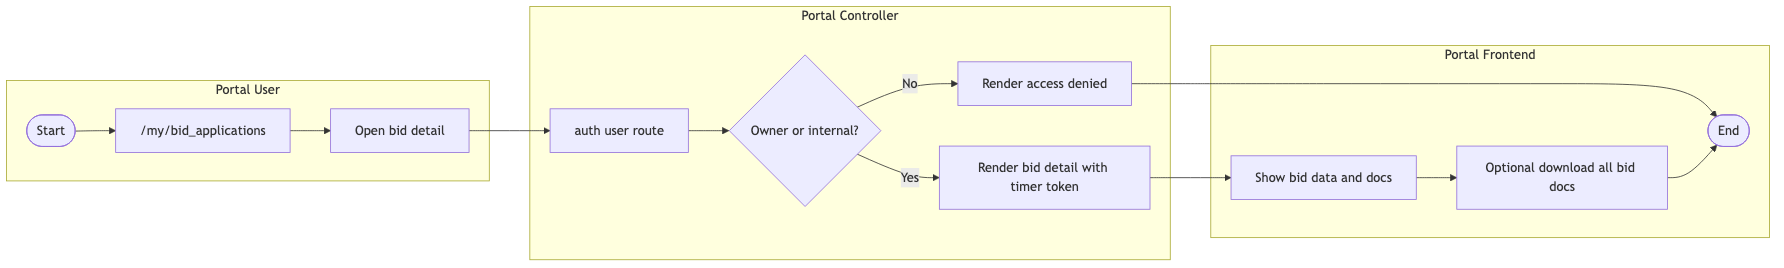 Portal User
Start
/my/bid_applications
Open bid detail
Portal Controller
auth user route
Owner or internal?
No
Render access denied
Yes
Render bid detail with
timer token
Portal Frontend
Show bid data and docs
Optional download all bid
docs
End